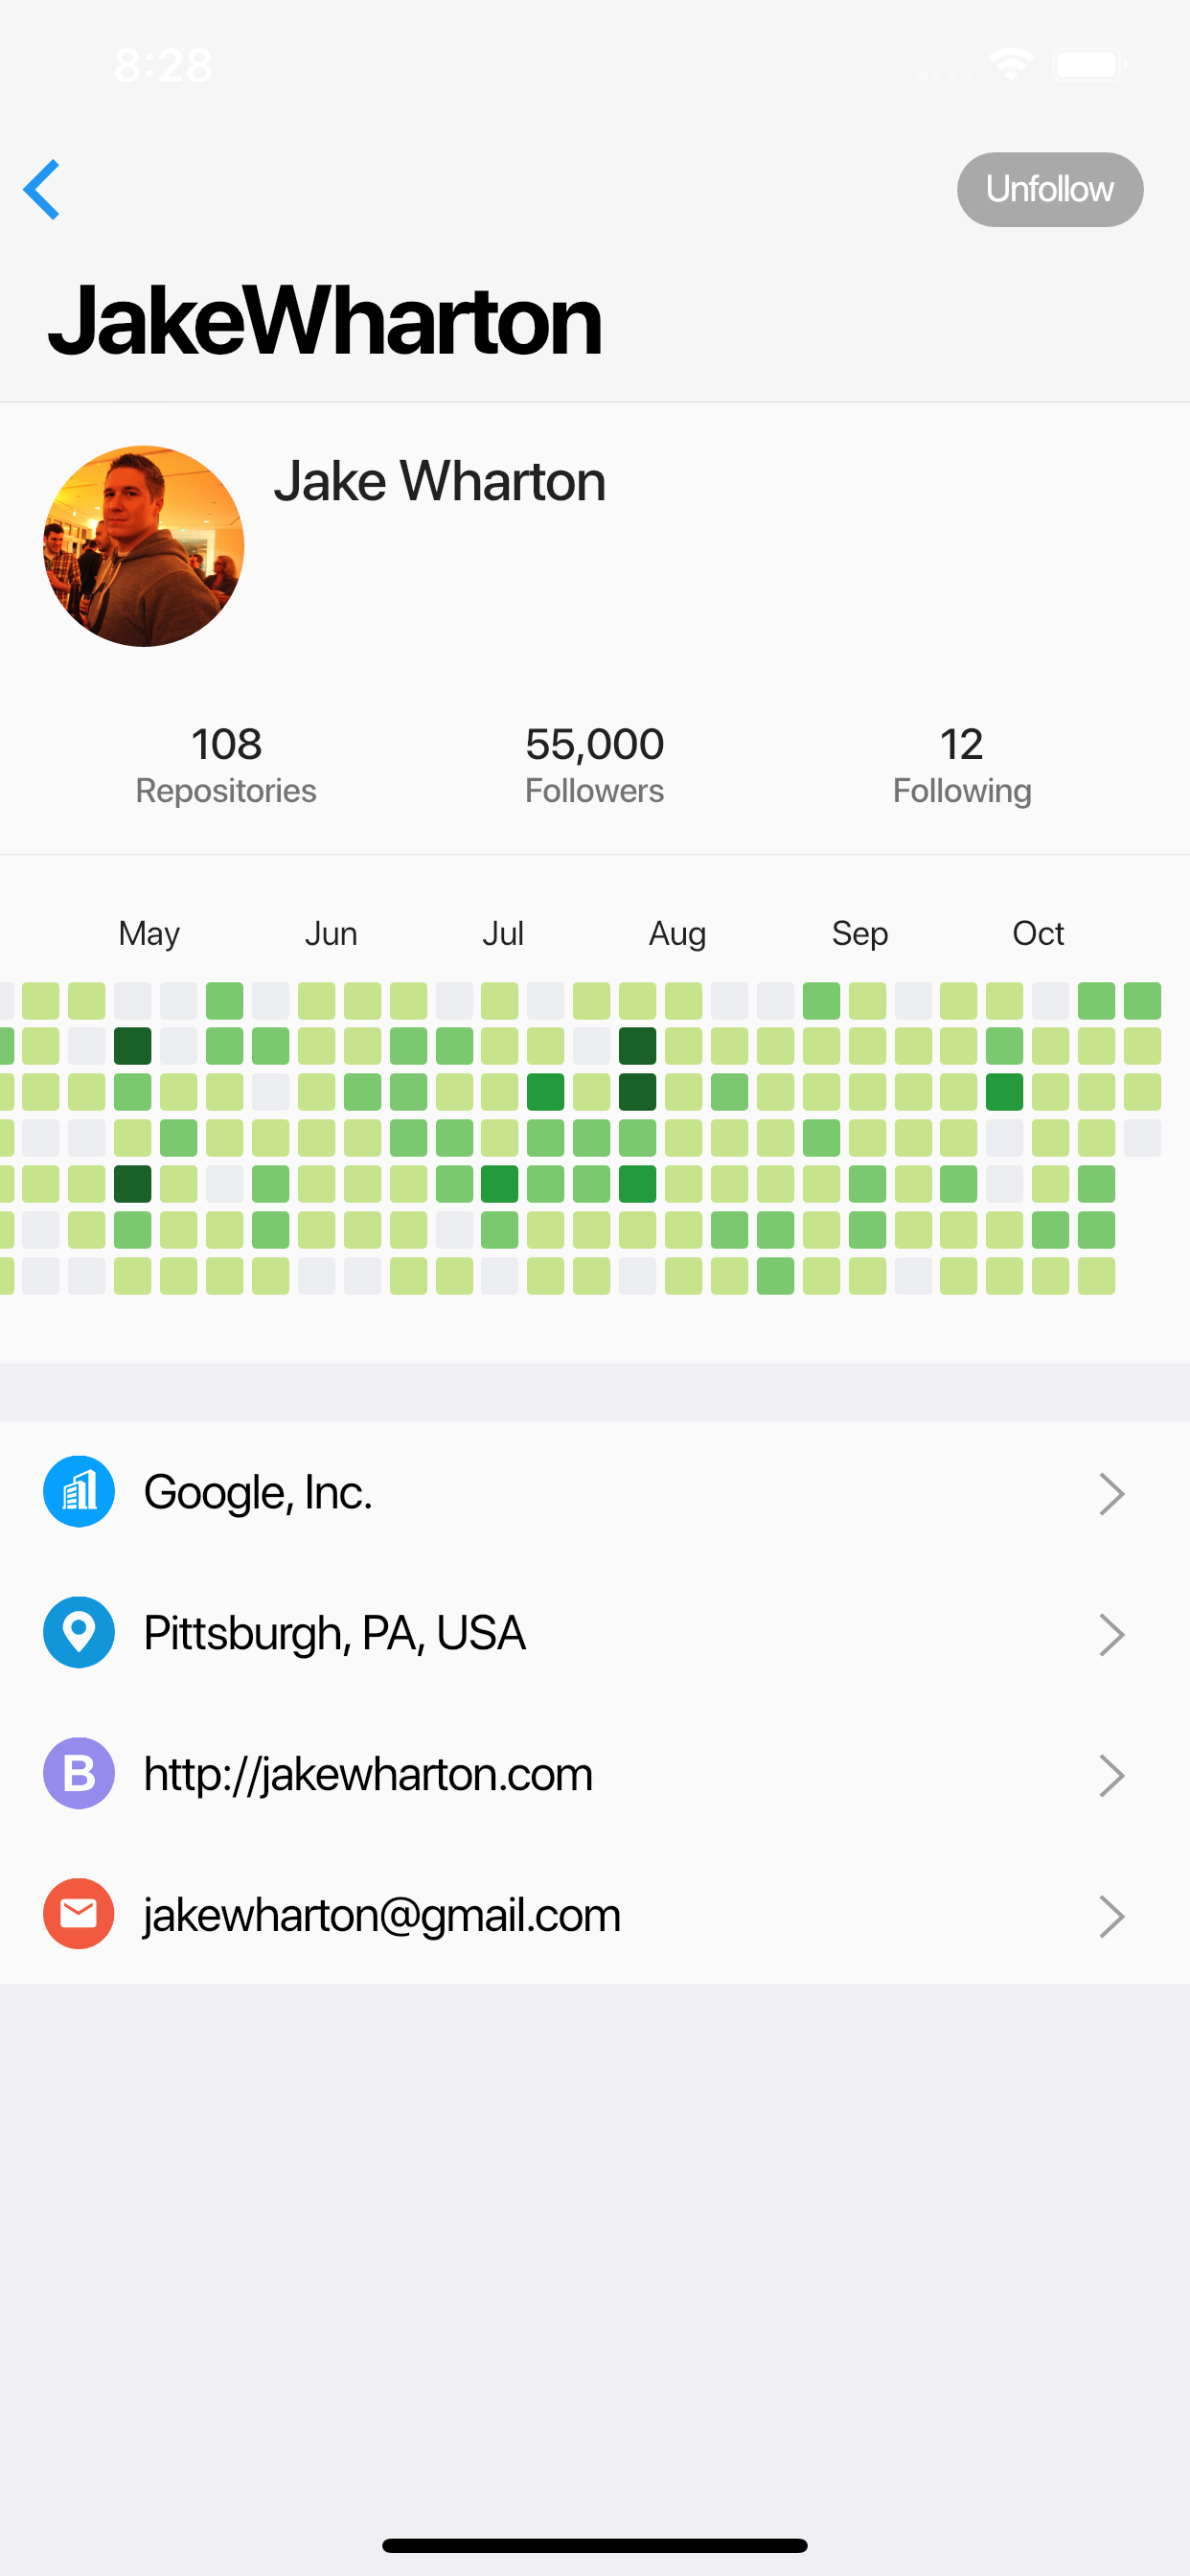 8:28
Unfollow
JakeWharton
Jake Wharton
108 55,000 12
Repositories Followers Following
May Jun Jul Aug Sep Oct
Google, Inc.
Pittsburgh, PA, USA
B http://jakewharton.com
jakewharton@gmail.com